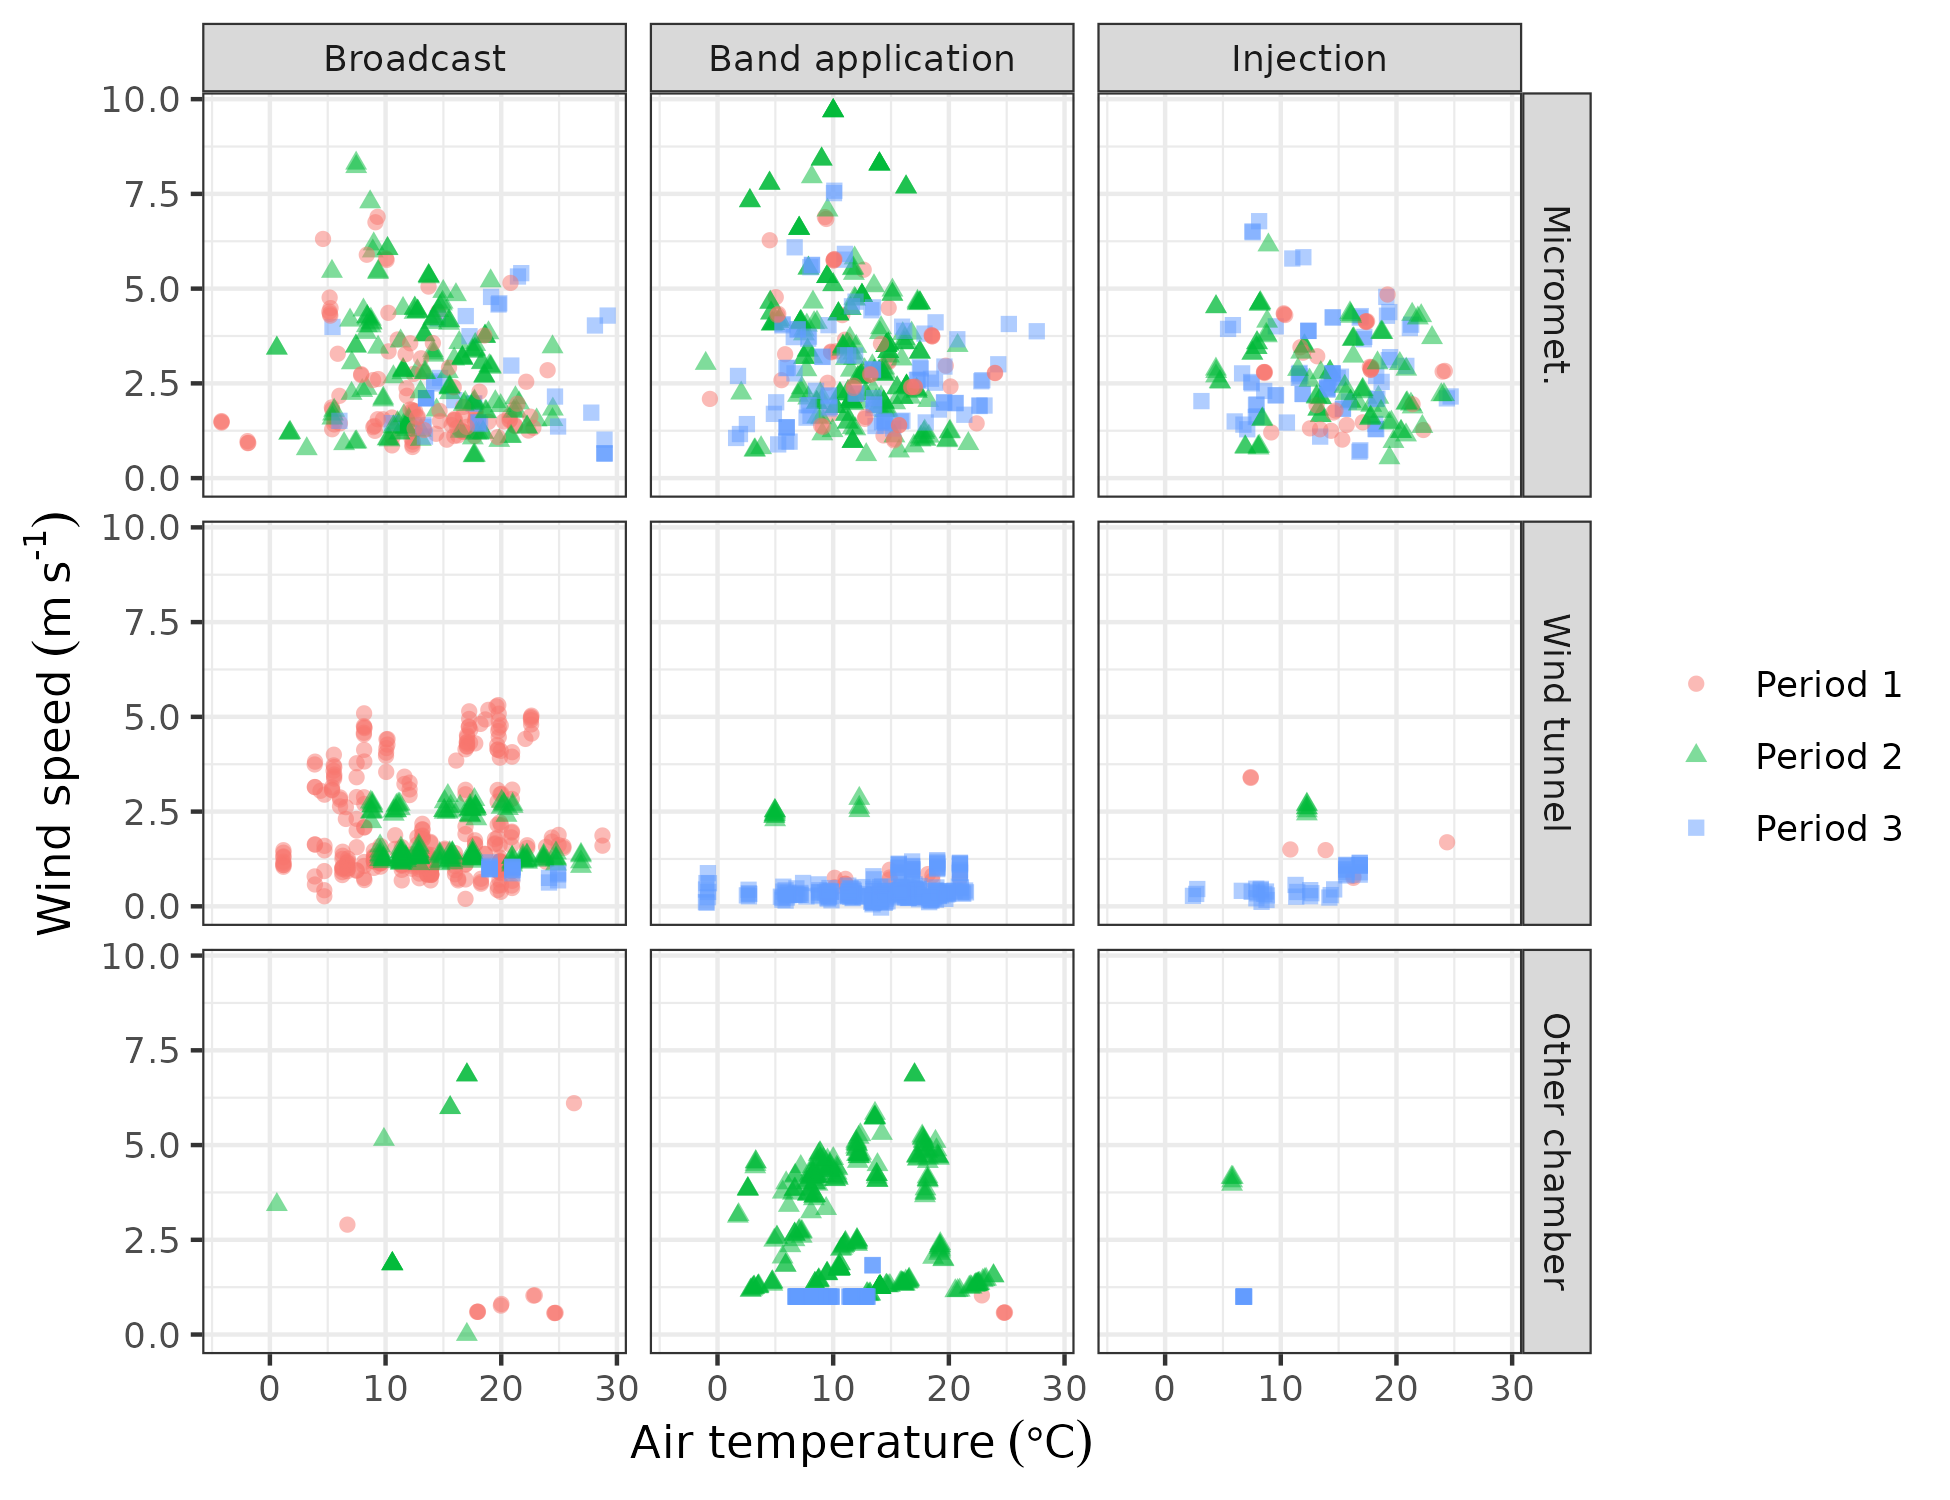 Broadcast Band application Injection
10.0
7.5
5.0
2.5
0.0
Micromet.
10.0
7.5
5.0
2.5
0.0
Wind tunnel
10.0
7.5
5.0
2.5
0.0
Other chamber
Wind speed (m s⁻¹)
0 10 20 30 0 10 20 30 0 10 20 30
Air temperature (°C)
Period 1
Period 2
Period 3